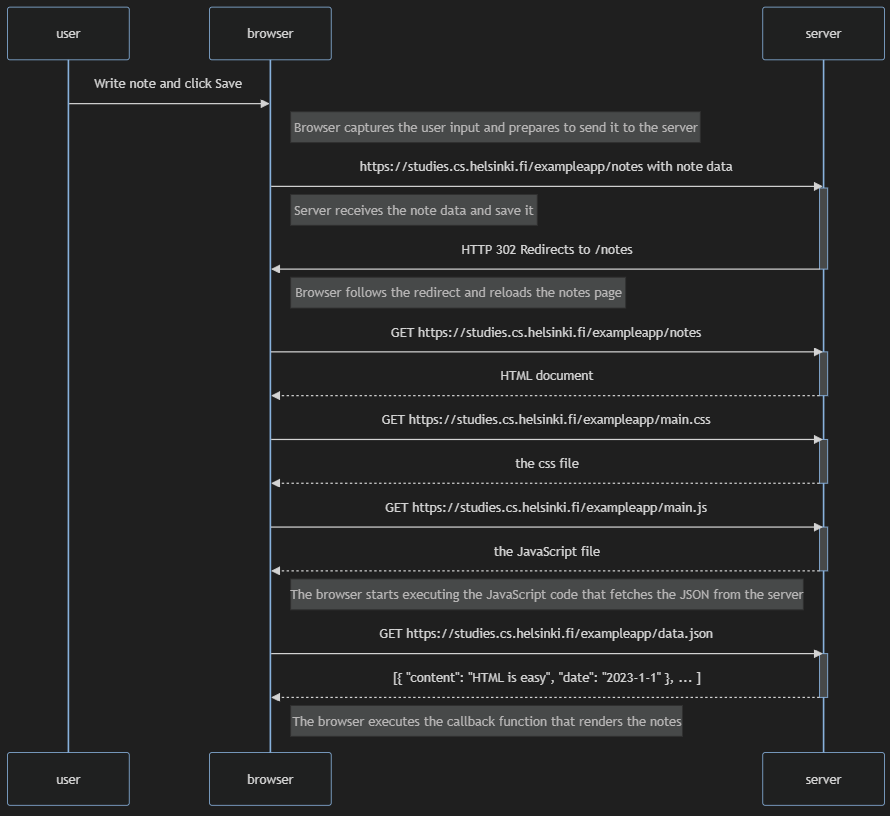 user browser server
Write note and click Save
Browser captures the user input and prepares to send it to the server
https://studies.cs.helsinki.fi/exampleapp/notes with note data
Server receives the note data and save it
HTTP 302 Redirects to /notes
Browser follows the redirect and reloads the notes page
GET https://studies.cs.helsinki.fi/exampleapp/notes
HTML document
GET https://studies.cs.helsinki.fi/exampleapp/main.css
the css file
GET https://studies.cs.helsinki.fi/exampleapp/main.js
the JavaScript file
The browser starts executing the JavaScript code that fetches the JSON from the server
GET https://studies.cs.helsinki.fi/exampleapp/data.json
[{ "content": "HTML is easy", "date": "2023-1-1" }, ... ]
The browser executes the callback function that renders the notes
user browser server